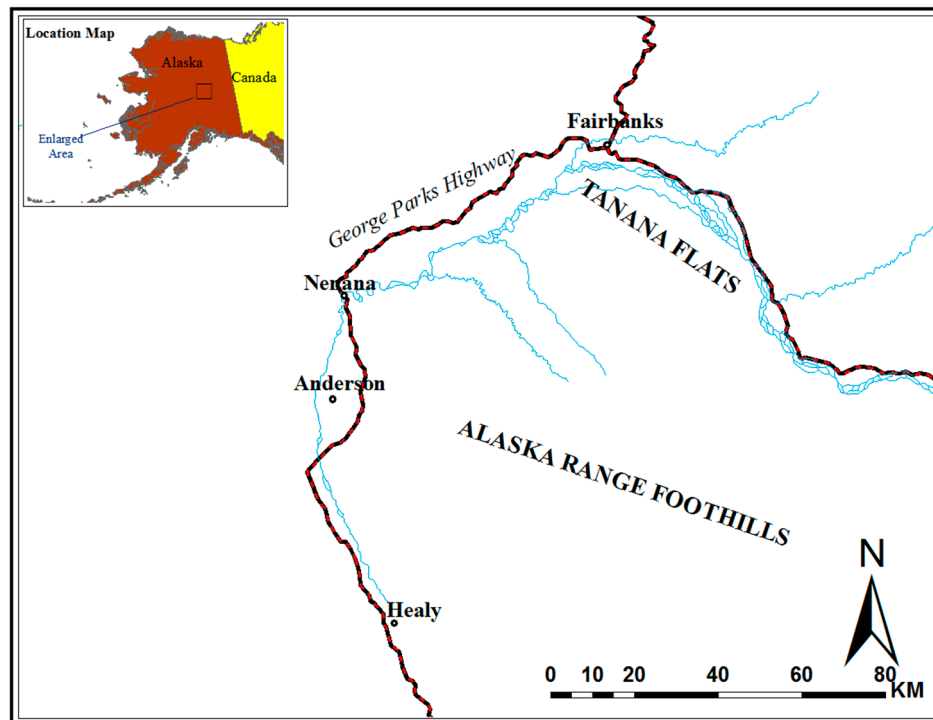 Location Map
Alaska
Canada
Enlarged
Area
Fairbanks
George Parks Highway
TANANA FLATS
Nenana
Anderson
ALASKA RANGE FOOTHILLS
Healy
N
0 10 20 40 60 80
KM